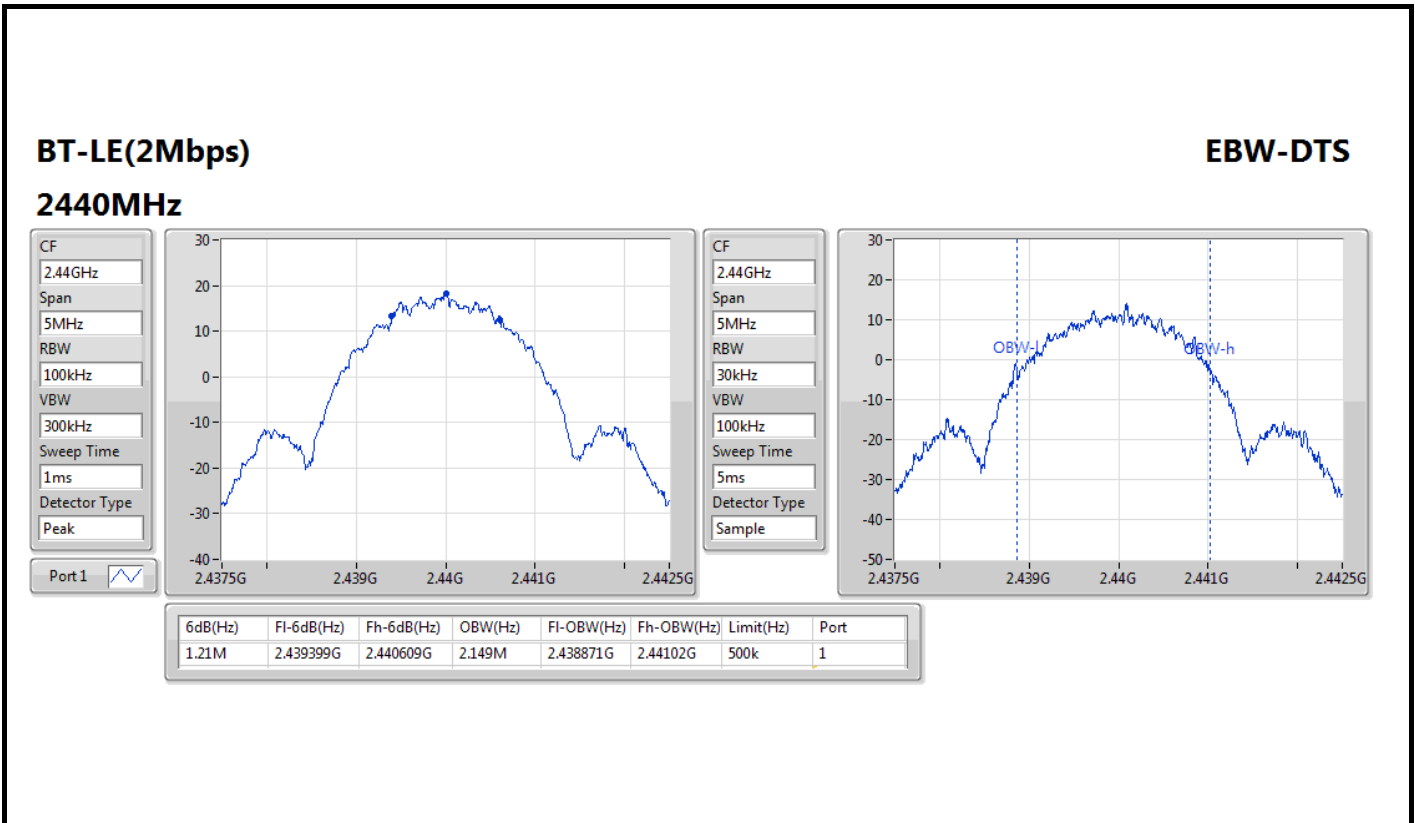 BT-LE(2Mbps)
EBW-DTS
2440MHz
CF
2.44GHz
Span
5MHz
RBW
100kHz
VBW
300kHz
Sweep Time
1ms
Detector Type
Peak
Port 1
30
20
10
0
-10
-20
-30
-40
2.4375G 2.439G 2.44G 2.441G 2.4425G
CF
2.44GHz
Span
5MHz
RBW
30kHz
VBW
100kHz
Sweep Time
5ms
Detector Type
Sample
30
20
10
0
-10
-20
-30
-40
-50
OBW-l OBW-h
2.4375G 2.439G 2.44G 2.441G 2.4425G
6dB(Hz) Fl-6dB(Hz) Fh-6dB(Hz) OBW(Hz) Fl-OBW(Hz) Fh-OBW(Hz) Limit(Hz) Port
1.21M 2.439399G 2.440609G 2.149M 2.438871G 2.44102G 500k 1